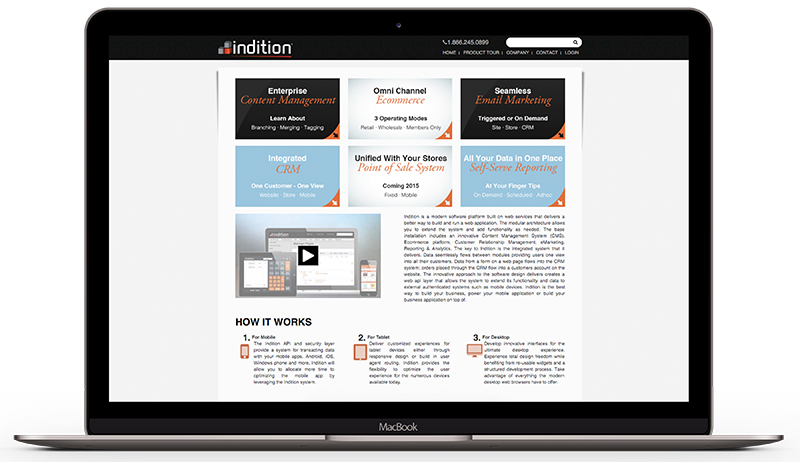 indition
1.866.245.0899
HOME | PRODUCT TOUR | COMPANY | CONTACT | LOGIN
Enterprise
Content Management
Learn About
Branching - Merging - Tagging
Omni Channel
Ecommerce
3 Operating Modes
Retail - Wholesale - Members Only
Seamless
Email Marketing
Triggered or On Demand
Site - Store - CRM
Integrated
CRM
One Customer - One View
Website - Store - Mobile
Unified With Your Stores
Point of Sale System
Coming 2015
Fixed - Mobile
All Your Data In One Place
Self-Serve Reporting
At Your Finger Tips
On Demand - Scheduled - Adhoc
Indition is a modern software platform built on web services that delivers a
better way to build and run a web application. The modular architecture allows
you to extend the system and add functionality as needed. The base
installation includes an innovative Content Management System (CMS),
Ecommerce platform, Customer Relationship Management, eMarketing,
Reporting & Analytics. The key to Indition is the integrated system that it
delivers. Data seemlessly flows between modules providing users one view
into all their customers. Data from a form on a web page flows into the CRM
system; orders placed through the CRM flow into a customers account on the
website. The innovative approach to the software design delivers creates a
web api layer that allows the system to extend its functionality and data to
external authenticated systems such as mobile devices. Indition is the best
way to build your business, power your mobile application or build your
business application on top of.
HOW IT WORKS
1. For Mobile
The Indition API and security layer
provide a system for transacting data
with your mobile apps. Android, iOS,
Windows phone and more, Indition will
allow you to allocate more time to
optimizing the mobile app by
leveraging the Indition system.
2. For Tablet
Deliver customized experiences for
tablet devices either through
responsive design or build in user
agent routing. Indition provides the
flexibility to optimize the user
experience for the numerous devices
available today.
3. For Desktop
Develop innovative interfaces for the
ultimate desktop experience.
Experience total design freedom while
benefiting from re-usable widgets and a
structured development process. Take
advantage of everything the modern
desktop web browsers have to offer.
MacBook